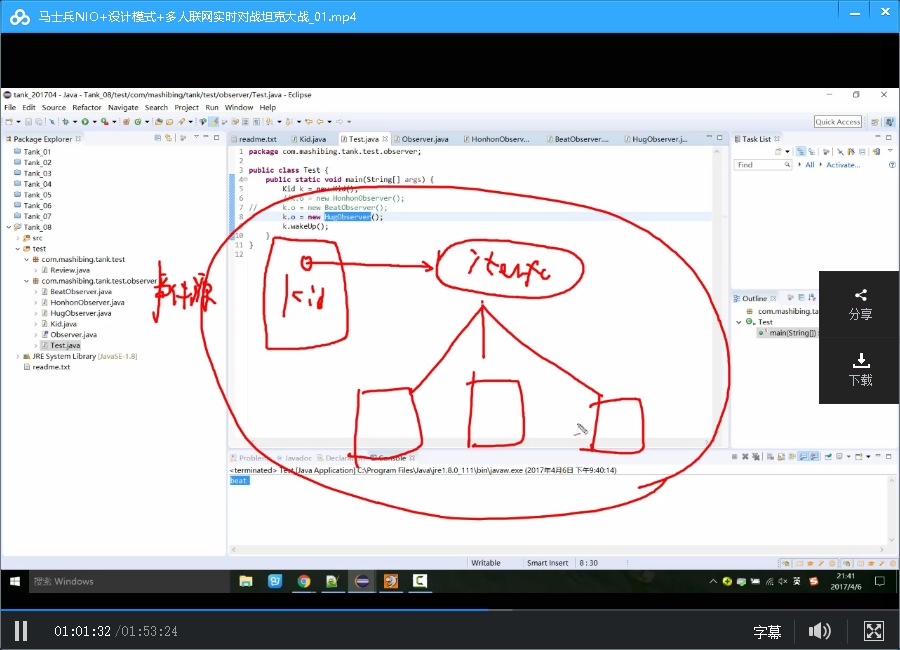 马士兵NIO+设计模式+多人联网实时对战坦克大战_01.mp4
tank_201704 - Java - Tank_08/test/com/mashibing/tank/test/observer/Test.java - Eclipse
File Edit Source Refactor Navigate Search Project Run Window Help
Quick Access
Package Explorer
readme.txt Kid.java Test.java Observer.java HonhonObserv... BeatObserver.... HugObserver.j...
Task List
Tank_01
Tank_02
Tank_03
Tank_04
Tank_05
Tank_06
Tank_07
Tank_08
src
test
com.mashibing.tank.test
Review.java
com.mashibing.tank.test.observer
BeatObserver.java
HonhonObserver.java
HugObserver.java
Kid.java
Observer.java
Test.java
JRE System Library [JavaSE-1.8]
readme.txt
1 package com.mashibing.tank.test.observer;
2
3 public class Test {
4 public static void main(String[] args) {
5 Kid k = new Kid();
6 k.o = new HonhonObserver();
7 // k.o = new BeatObserver();
8 k.o = new HugObserver();
9 k.wakeUp();
10 }
11 }
12
kid
事件源
Find All Activate...
Outline
com.mashibing.ta
Test
main(String[])
分享
下载
Problems Javadoc Declaration Console
<terminated> Test [Java Application] C:\Program Files\Java\jre1.8.0_111\bin\javaw.exe (2017年4月6日 下午9:40:14)
beat
Writable Smart Insert 8 : 30
搜索 Windows
英
21:41
2017/4/6
01:01:32/01:53:24
字幕